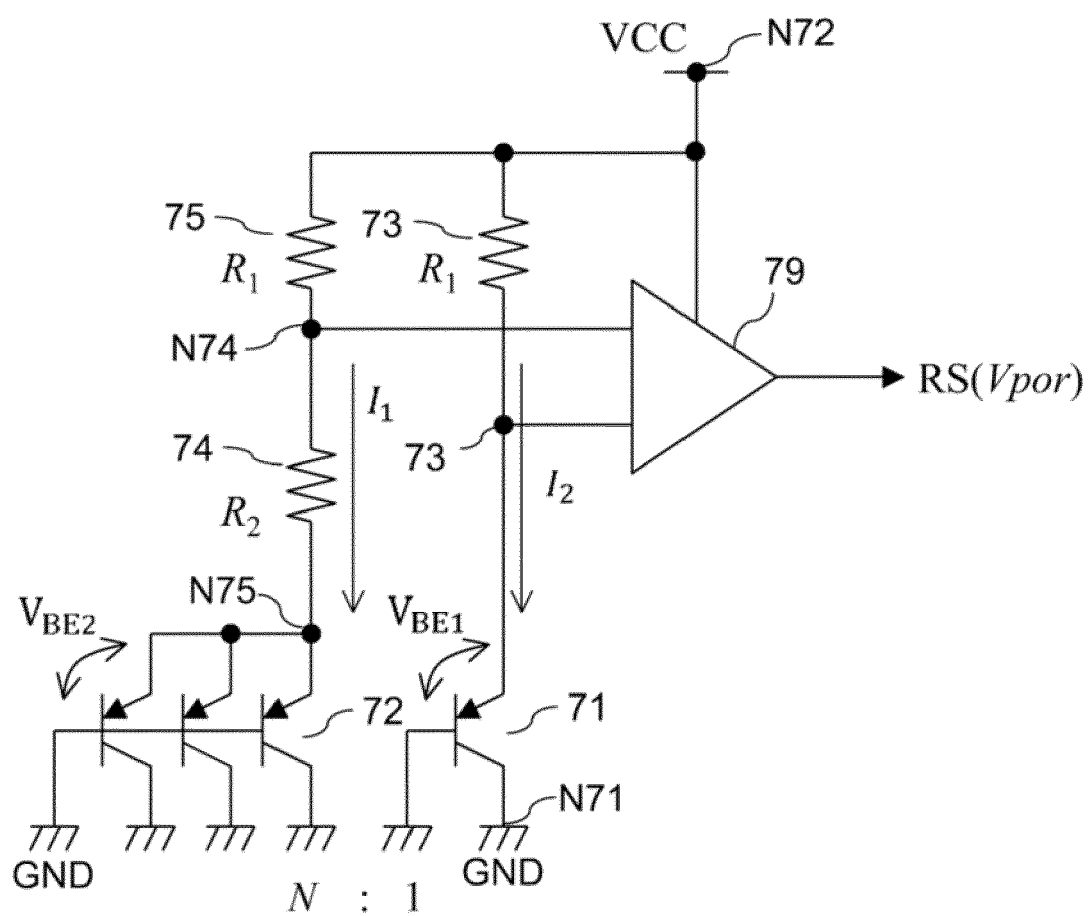 VCC N72
75 73
R1 R1
79
N74
RS(Vpor)
I1
74 73
I2
R2
N75
VBE2 VBE1
72 71
N71
GND GND
N : 1